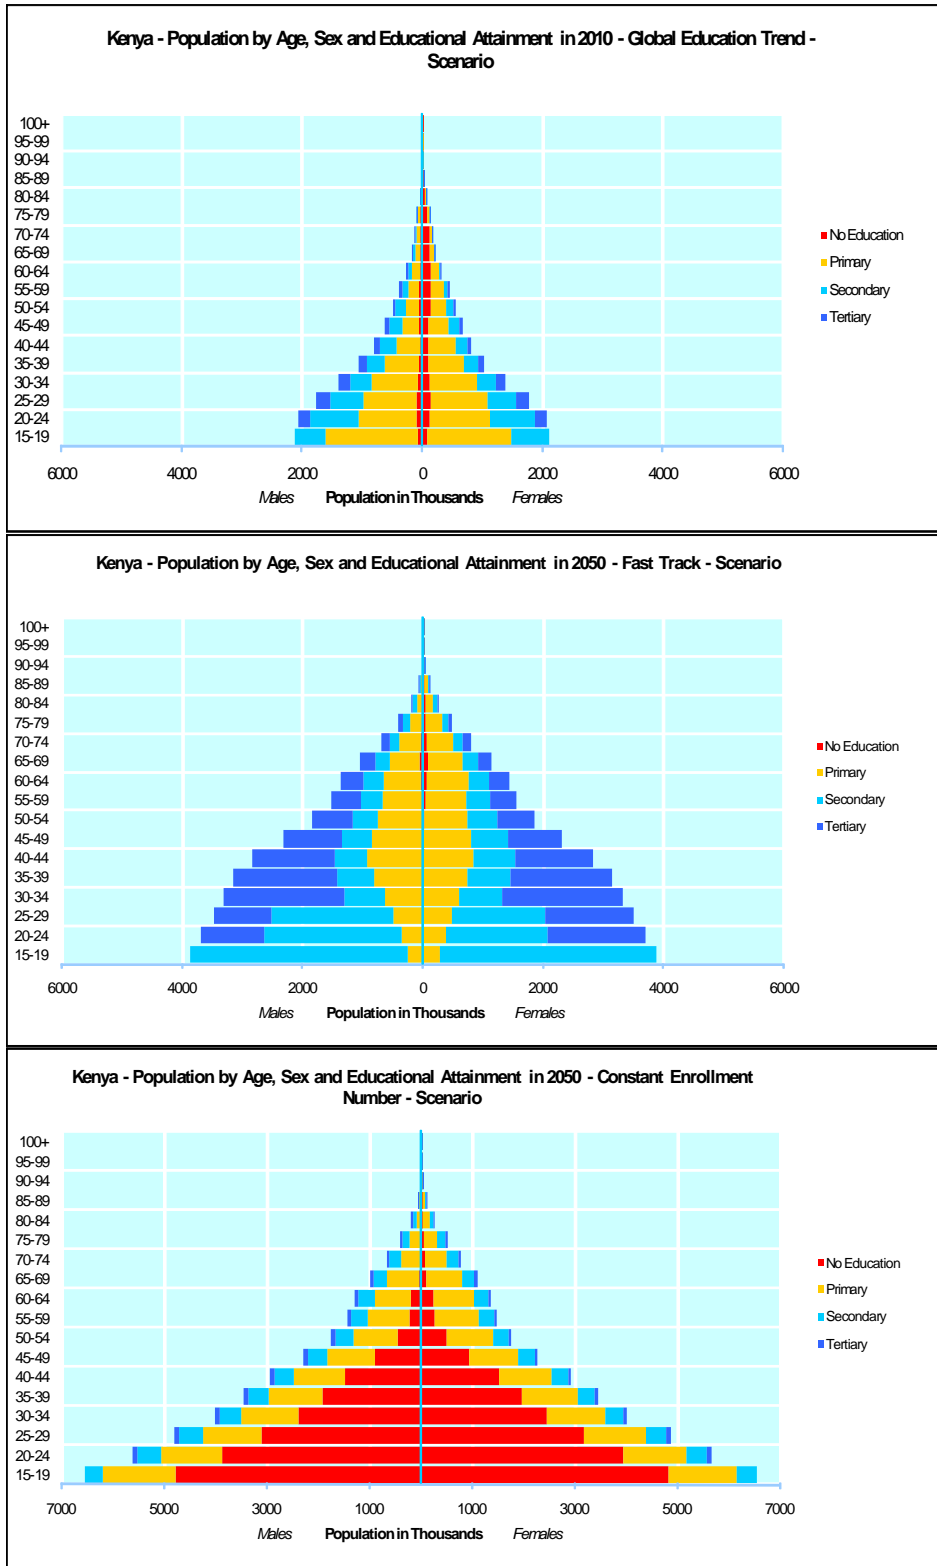 Kenya - Population by Age, Sex and Educational Attainment in 2010 - Global Education Trend -
Scenario
100+
95-99
90-94
85-89
80-84
75-79
70-74
65-69
60-64
55-59
50-54
45-49
40-44
35-39
30-34
25-29
20-24
15-19
No Education
Primary
Secondary
Tertiary
6000 4000 2000 0 2000 4000 6000
Males Population in Thousands Females
Kenya - Population by Age, Sex and Educational Attainment in 2050 - Fast Track - Scenario
100+
95-99
90-94
85-89
80-84
75-79
70-74
65-69
60-64
55-59
50-54
45-49
40-44
35-39
30-34
25-29
20-24
15-19
No Education
Primary
Secondary
Tertiary
6000 4000 2000 0 2000 4000 6000
Males Population in Thousands Females
Kenya - Population by Age, Sex and Educational Attainment in 2050 - Constant Enrollment
Number - Scenario
100+
95-99
90-94
85-89
80-84
75-79
70-74
65-69
60-64
55-59
50-54
45-49
40-44
35-39
30-34
25-29
20-24
15-19
No Education
Primary
Secondary
Tertiary
7000 5000 3000 1000 1000 3000 5000 7000
Males Population in Thousands Females